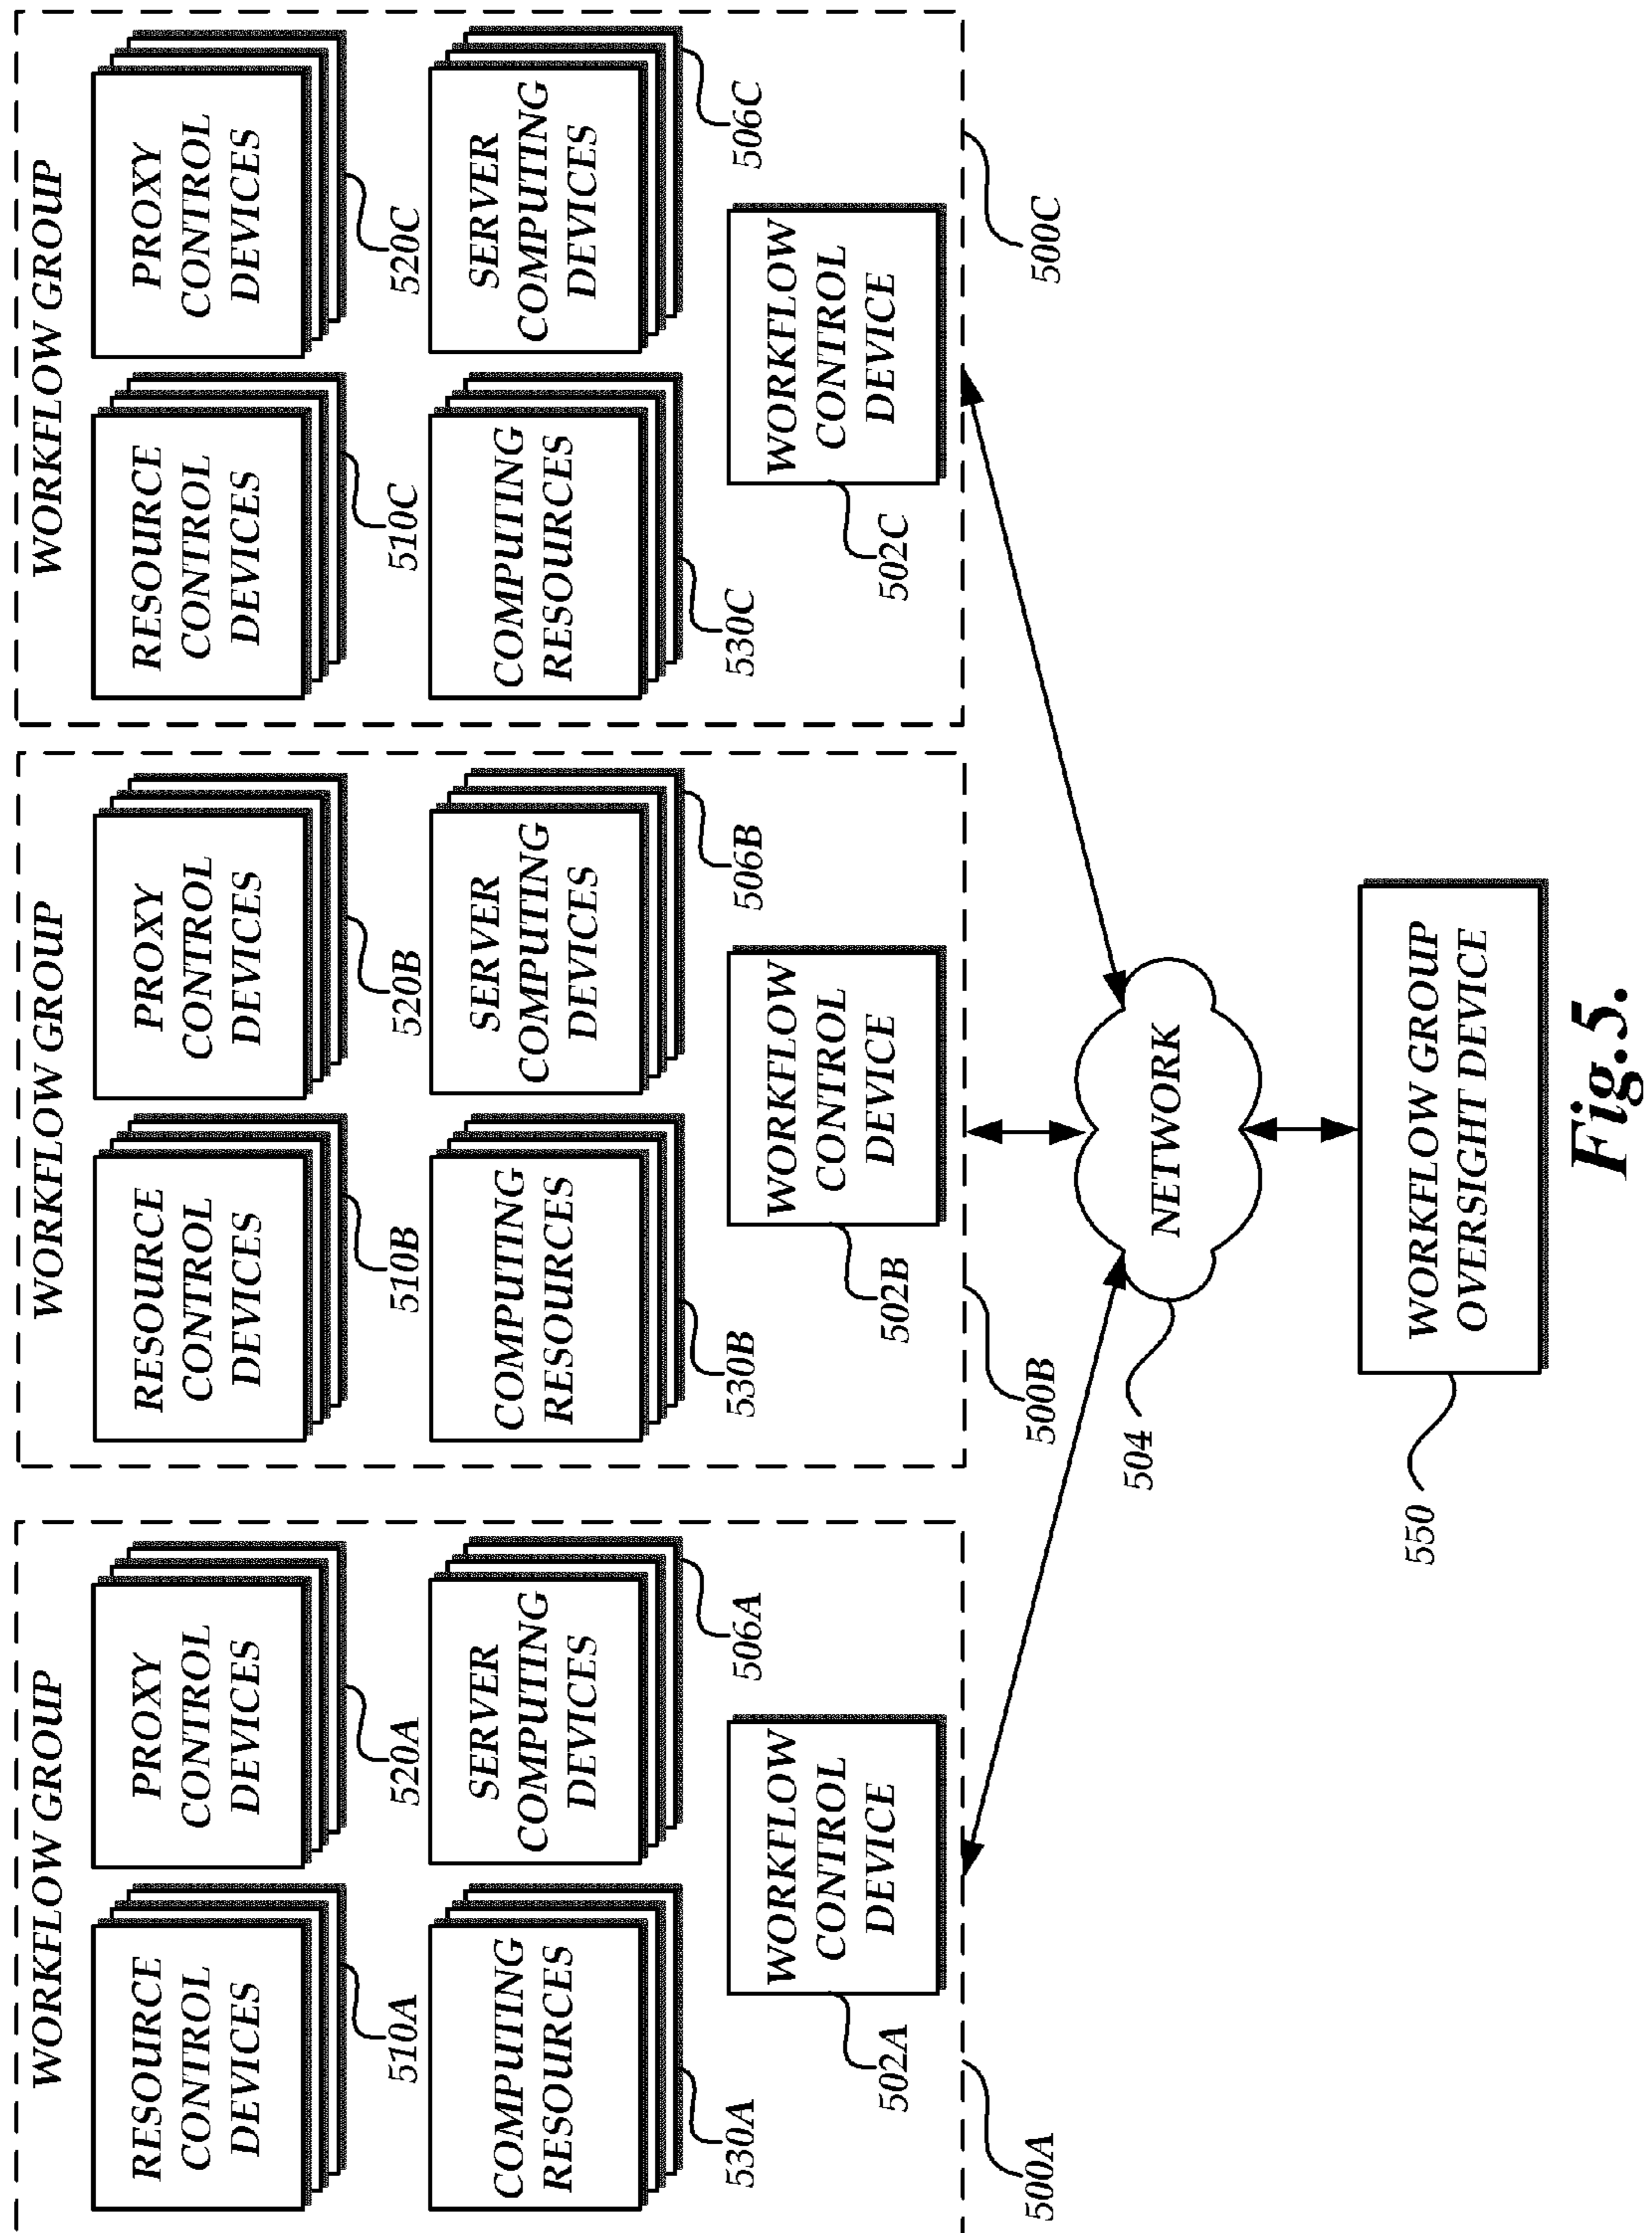 WORKFLOW GROUP
RESOURCE
CONTROL
DEVICES
510A
PROXY
CONTROL
DEVICES
520A
COMPUTING
RESOURCES
530A
SERVER
COMPUTING
DEVICES
506A
WORKFLOW
CONTROL
DEVICE
502A
500A
WORKFLOW GROUP
RESOURCE
CONTROL
DEVICES
510B
PROXY
CONTROL
DEVICES
520B
COMPUTING
RESOURCES
530B
SERVER
COMPUTING
DEVICES
506B
WORKFLOW
CONTROL
DEVICE
502B
500B
WORKFLOW GROUP
RESOURCE
CONTROL
DEVICES
510C
PROXY
CONTROL
DEVICES
520C
COMPUTING
RESOURCES
530C
SERVER
COMPUTING
DEVICES
506C
WORKFLOW
CONTROL
DEVICE
502C
500C
NETWORK
504
WORKFLOW GROUP
OVERSIGHT DEVICE
550
Fig.5.